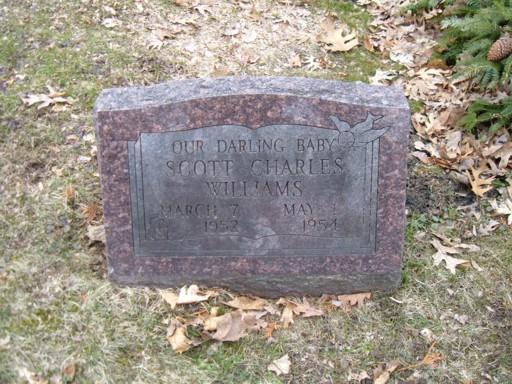 OUR DARLING BABY
SCOTT CHARLES
WILLIAMS
MARCH 7 MAY
1952 1954